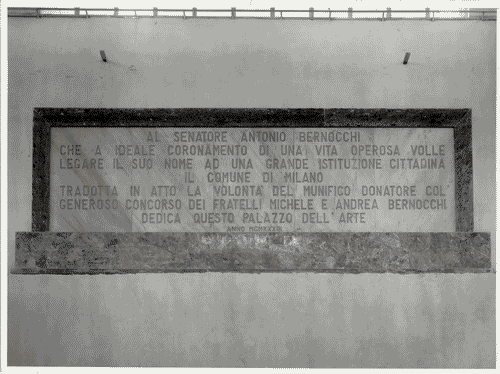 AL SENATORE ANTONIO BERNOCCHI
CHE A IDEALE CORONAMENTO DI UNA VITA OPEROSA VOLLE
LEGARE IL SUO NOME AD UNA GRANDE ISTITUZIONE CITTADINA
IL COMUNE DI MILANO
TRADOTTA IN ATTO LA VOLONTA' DEL MUNIFICO DONATORE COL
GENEROSO CONCORSO DEI FRATELLI MICHELE E ANDREA BERNOCCHI
DEDICA QUESTO PALAZZO DELL'ARTE
ANNO